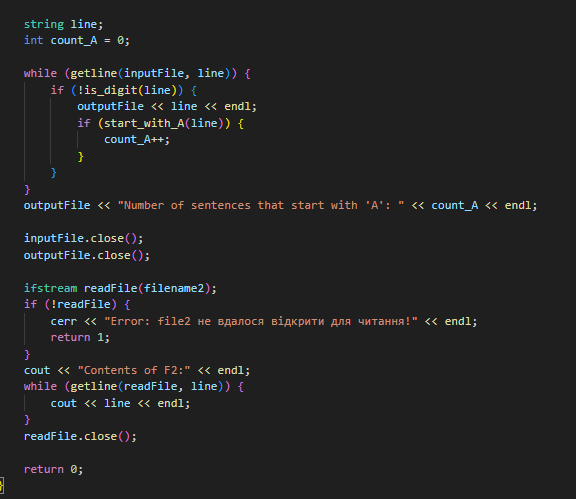 string line;
int count_A = 0;
while (getline(inputFile, line)) {
if (!is_digit(line)) {
outputFile << line << endl;
if (start_with_A(line)) {
count_A++;
}
}
}
outputFile << "Number of sentences that start with 'A': " << count_A << endl;
inputFile.close();
outputFile.close();
ifstream readFile(filename2);
if (!readFile) {
cerr << "Error: file2 не вдалося відкрити для читання!" << endl;
return 1;
}
cout << "Contents of F2:" << endl;
while (getline(readFile, line)) {
cout << line << endl;
}
readFile.close();
return 0;
}